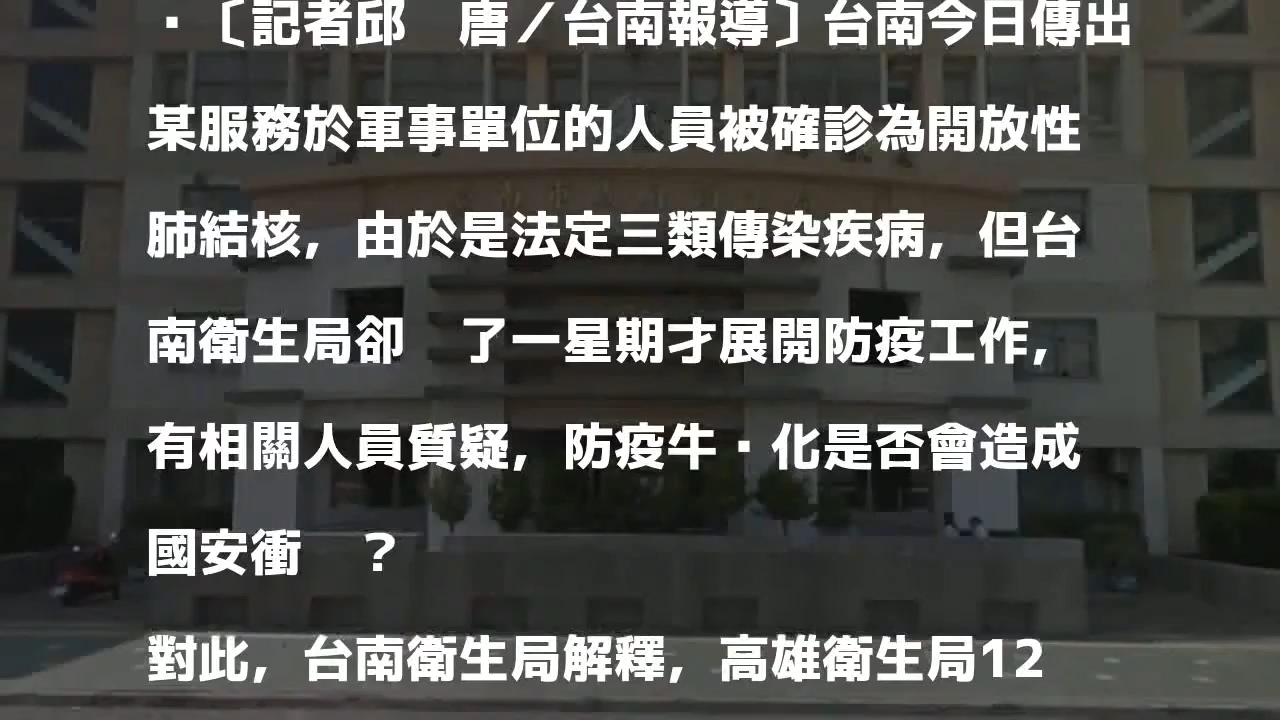 ·〔記者邱 唐／台南報導〕台南今日傳出
某服務於軍事單位的人員被確診為開放性
肺結核，由於是法定三類傳染疾病，但台
南衛生局卻 了一星期才展開防疫工作，
有相關人員質疑，防疫牛·化是否會造成
國安衝 ？
對此，台南衛生局解釋，高雄衛生局12